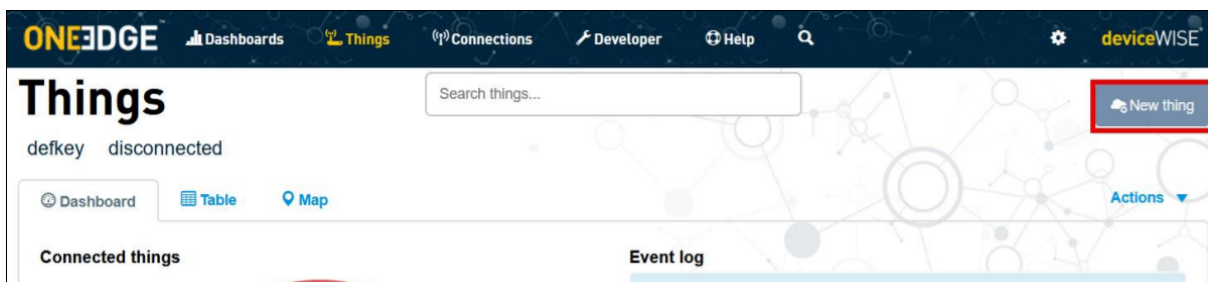 ONEEDGE Dashboards Things Connections Developer Help deviceWISE
Things
Search things...
New thing
defkey disconnected
Dashboard Table Map
Actions
Connected things
Event log